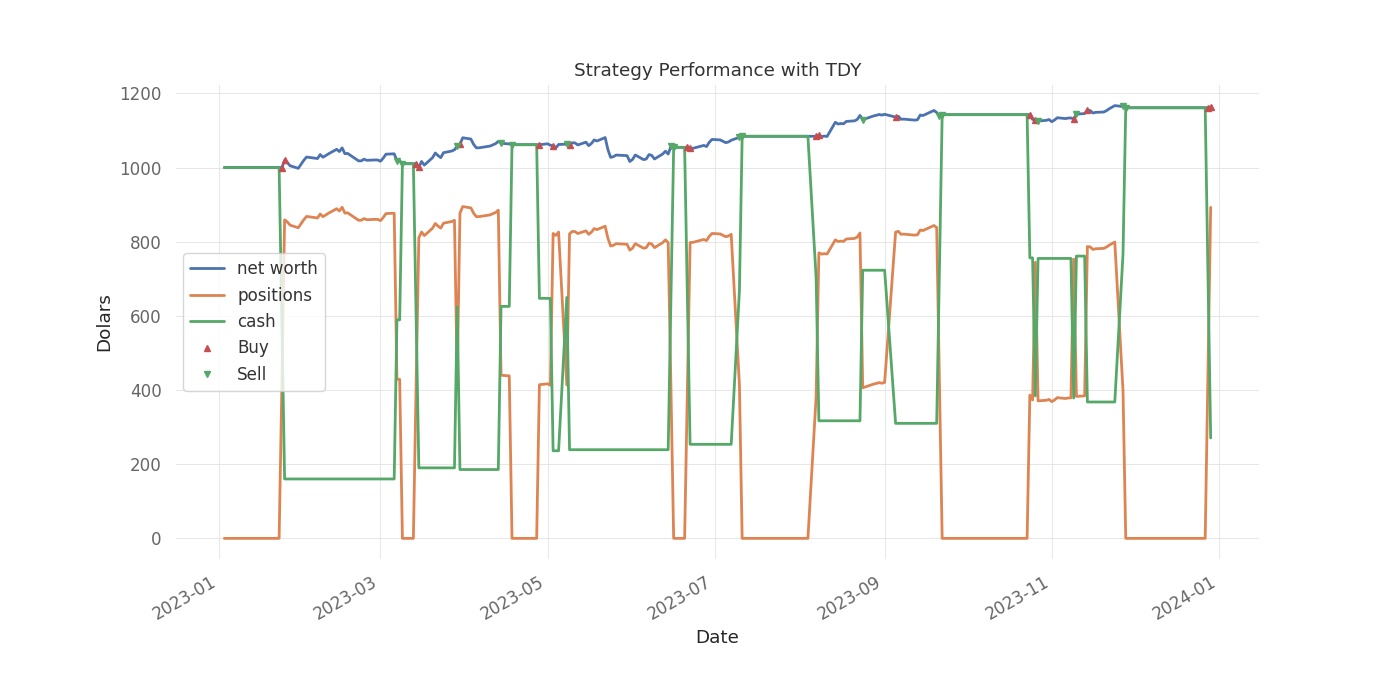 Strategy Performance with TDY
1200
1000
800
600
400
200
0
Dolars
net worth
positions
cash
Buy
Sell
2023-01
2023-03
2023-05
2023-07
2023-09
2023-11
2024-01
Date